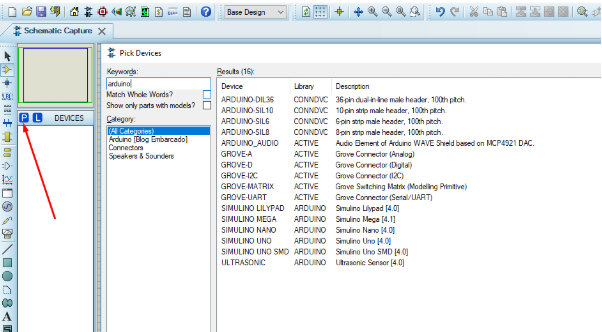 Base Design
Schematic Capture
Pick Devices
Keywords:
arduino
Match Whole Words?
Show only parts with models?
Category:
(All Categories)
Arduino [Blog Embarcado]
Connectors
Speakers & Sounders
P L DEVICES
LBL
A
Results (16):
Device Library Description
ARDUINO-DIL36 CONNDVC 36-pin dual-in-line male header, 100th pitch.
ARDUINO-SIL10 CONNDVC 10-pin strip male header, 100th pitch.
ARDUINO-SIL6 CONNDVC 6-pin strip male header, 100th pitch.
ARDUINO-SIL8 CONNDVC 8-pin strip male header, 100th pitch.
ARDUINO_AUDIO ACTIVE Audio Element of Arduino WAVE Shield based on MCP4921 DAC.
GROVE-A ACTIVE Grove Connector (Analog)
GROVE-D ACTIVE Grove Connector (Digital)
GROVE-I2C ACTIVE Grove Connector (I2C)
GROVE-MATRIX ACTIVE Grove Switching Matrix (Modelling Primitive)
GROVE-UART ACTIVE Grove Connector (Serial/UART)
SIMULINO LILYPAD ARDUINO Simulino Lilypad [4.0]
SIMULINO MEGA ARDUINO Simulino Mega [4.1]
SIMULINO NANO ARDUINO Simulino Nano [4.0]
SIMULINO UNO ARDUINO Simulino Uno [4.0]
SIMULINO UNO SMD ARDUINO Simulino Uno SMD [4.0]
ULTRASONIC ARDUINO Ultrasonic Sensor [4.0]